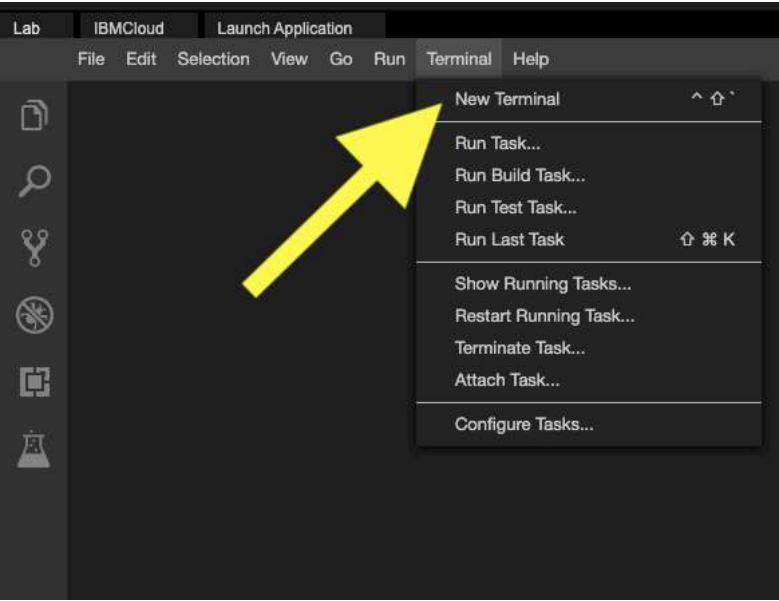 Lab IBMCloud Launch Application
File Edit Selection View Go Run Terminal Help
New Terminal ^ ⇧ `
Run Task...
Run Build Task...
Run Test Task...
Run Last Task ⇧ ⌘ K
Show Running Tasks...
Restart Running Task...
Terminate Task...
Attach Task...
Configure Tasks...